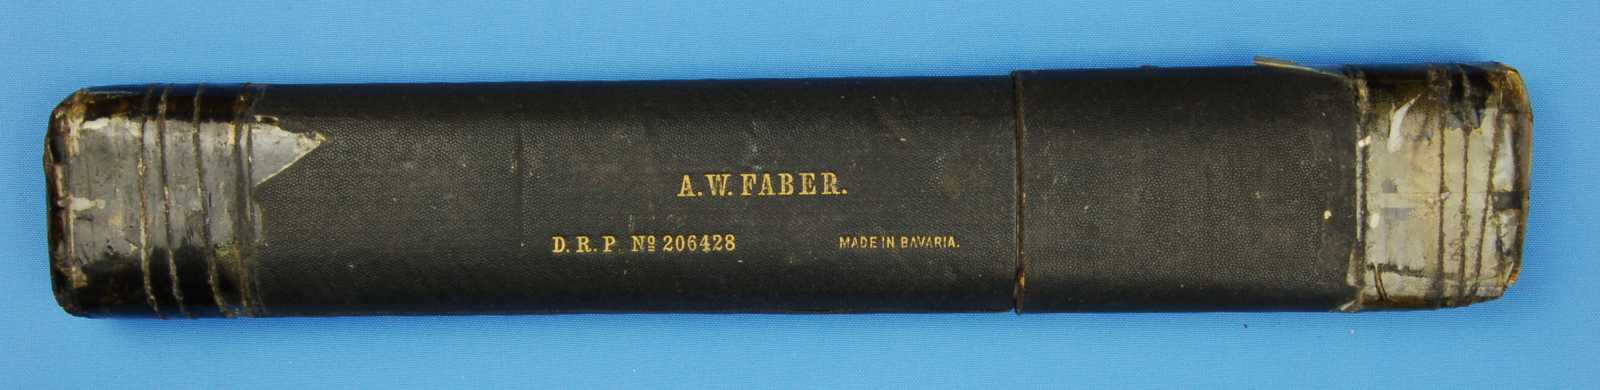 A.W. FABER.
D. R. P. Nº 206428 MADE IN BAVARIA.